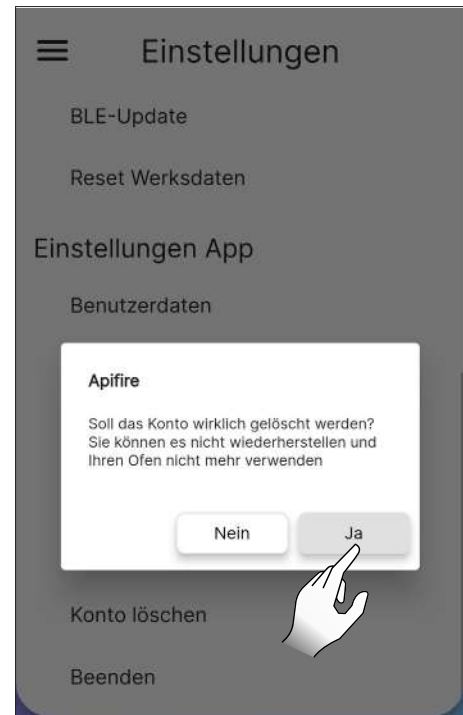 Einstellungen
BLE-Update
Reset Werksdaten
Einstellungen App
Benutzerdaten
Apifire
Soll das Konto wirklich gelöscht werden?
Sie können es nicht wiederherstellen und
Ihren Ofen nicht mehr verwenden
Nein Ja
Konto löschen
Beenden